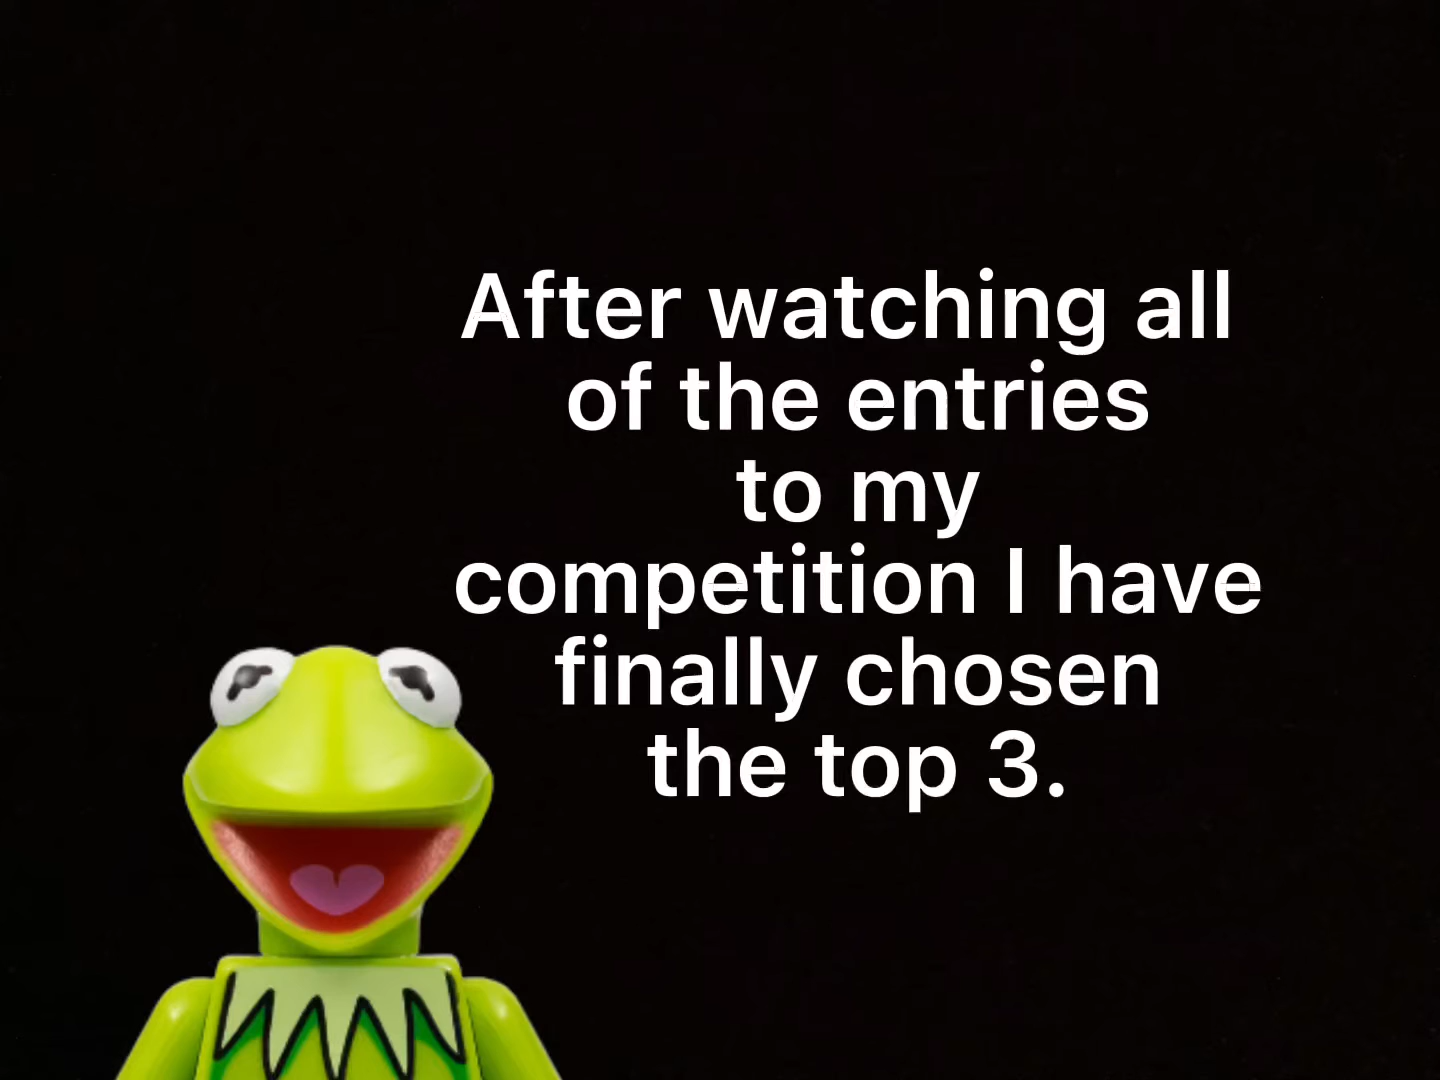 After watching all
of the entries
to my
competition I have
finally chosen
the top 3.